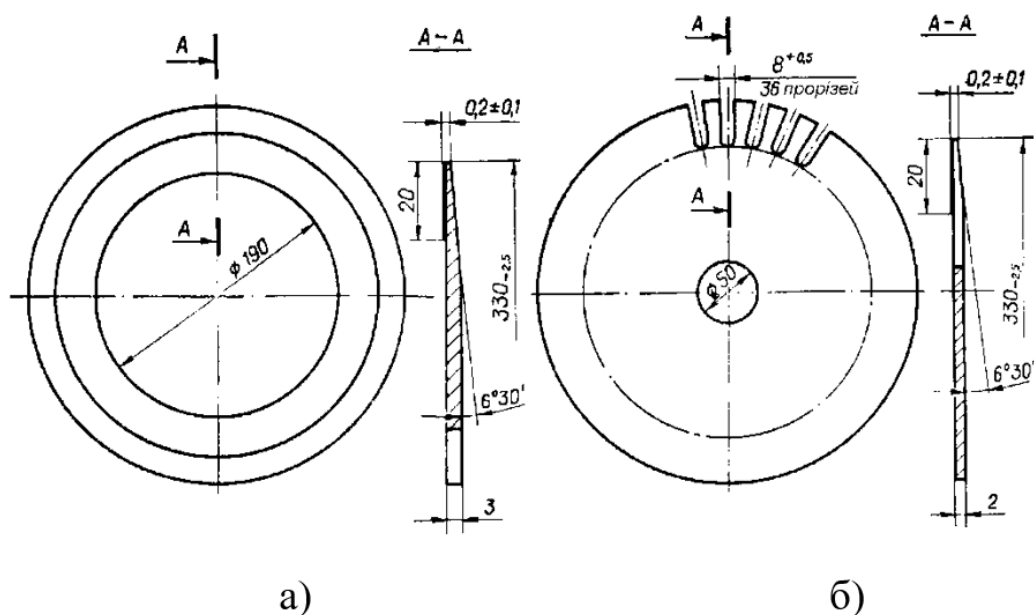 A
A
A – A
0,2±0,1
20
330₋₂,₅
ϕ 190
6°30′
3
а)
A
A
A – A
8⁺⁰,⁵
36 прорізей
0,2±0,1
20
330₋₂,₅
ϕ 50
6°30′
2
б)